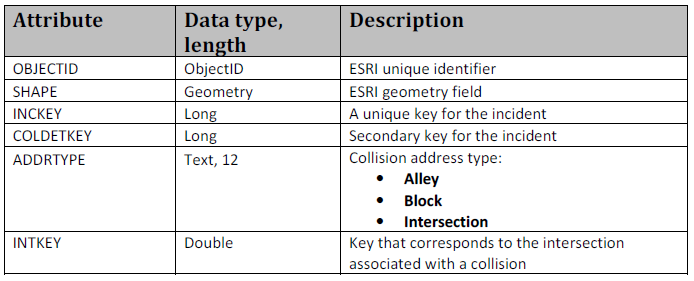 Attribute Data type, length Description
OBJECTID ObjectID ESRI unique identifier
SHAPE Geometry ESRI geometry field
INCKEY Long A unique key for the incident
COLDETKEY Long Secondary key for the incident
ADDRTYPE Text, 12 Collision address type:
• Alley
• Block
• Intersection
INTKEY Double Key that corresponds to the intersection
associated with a collision